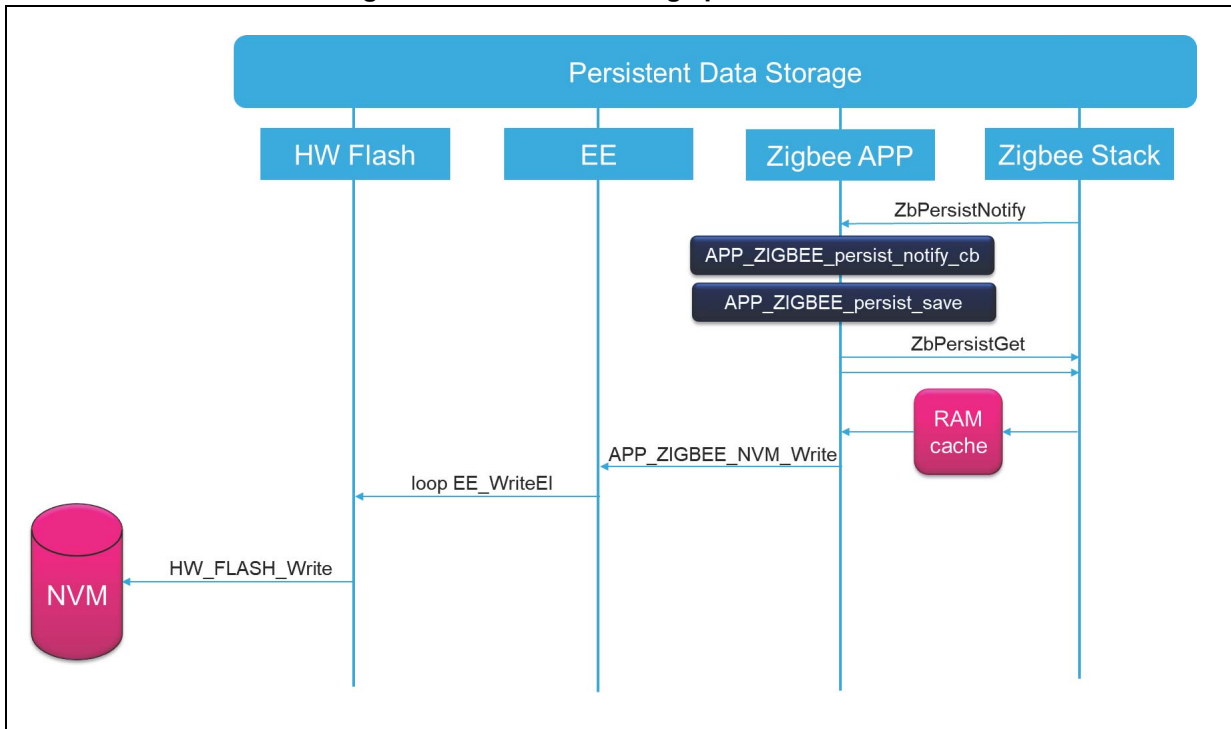 Persistent Data Storage
HW Flash
EE
Zigbee APP
Zigbee Stack
ZbPersistNotify
APP_ZIGBEE_persist_notify_cb
APP_ZIGBEE_persist_save
ZbPersistGet
RAM
cache
APP_ZIGBEE_NVM_Write
loop EE_WriteEl
HW_FLASH_Write
NVM